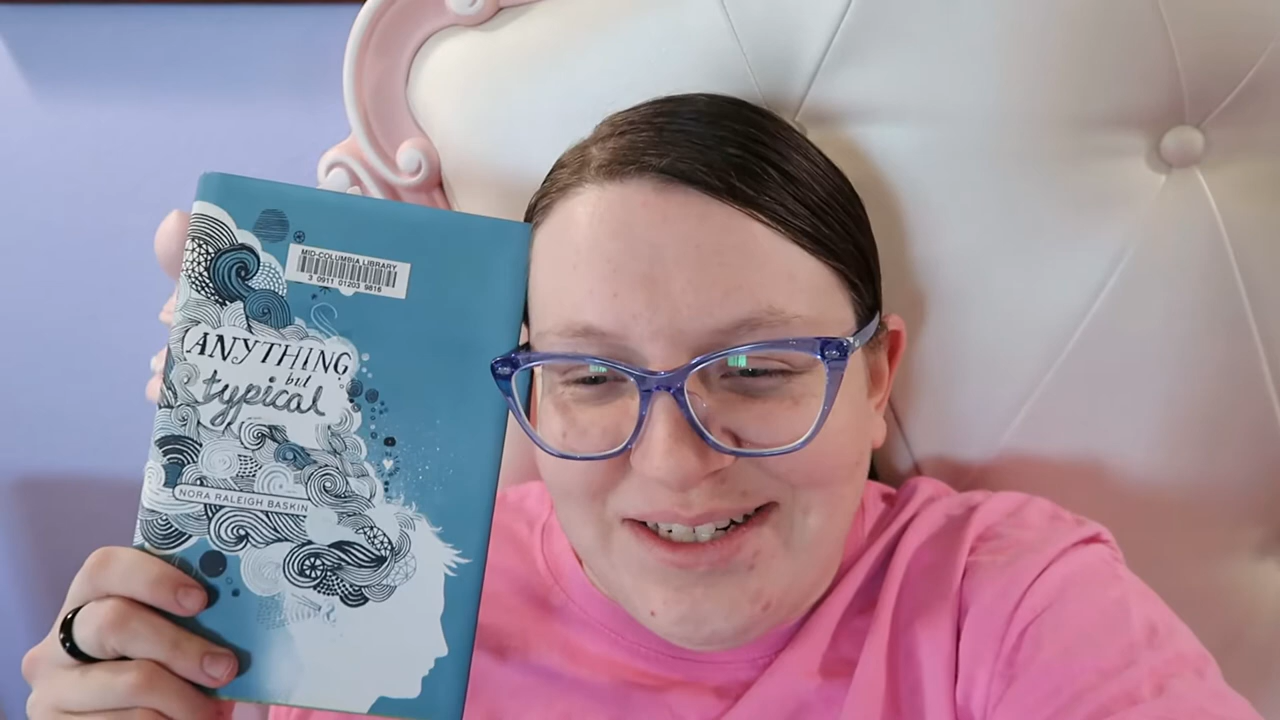 MID-COLUMBIA LIBRARY
3 0911 01203 9816
ANYTHING
but
typical
NORA RALEIGH BASKIN